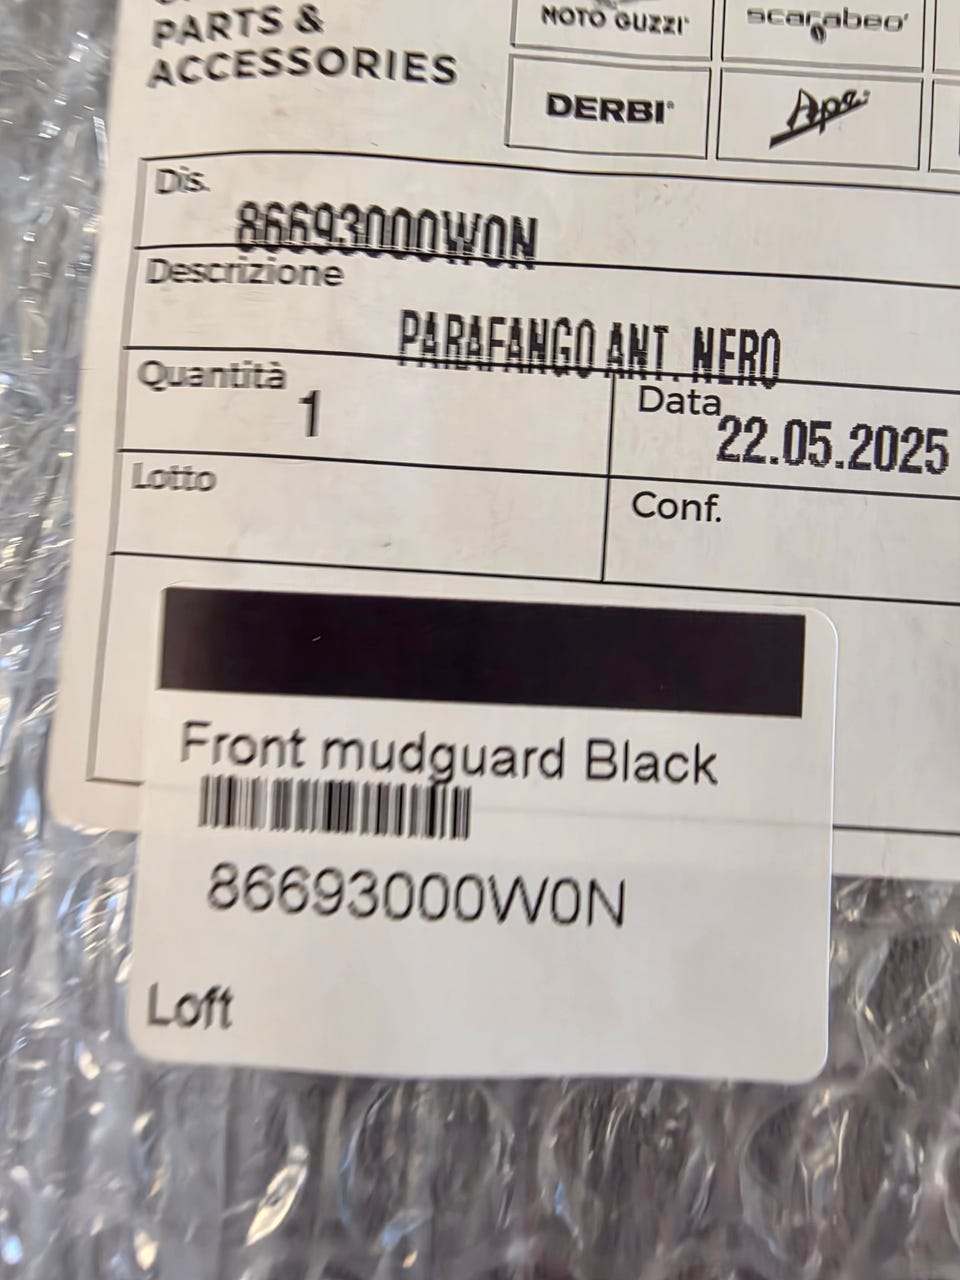 PARTS &
ACCESSORIES
MOTO GUZZI
scarabeo
DERBI
Ape
Dis.
86693000W0N
Descrizione
PARAFANGO ANT. NERO
Quantità
1
Data
22.05.2025
Lotto
Conf.
Front mudguard Black
86693000W0N
Loft